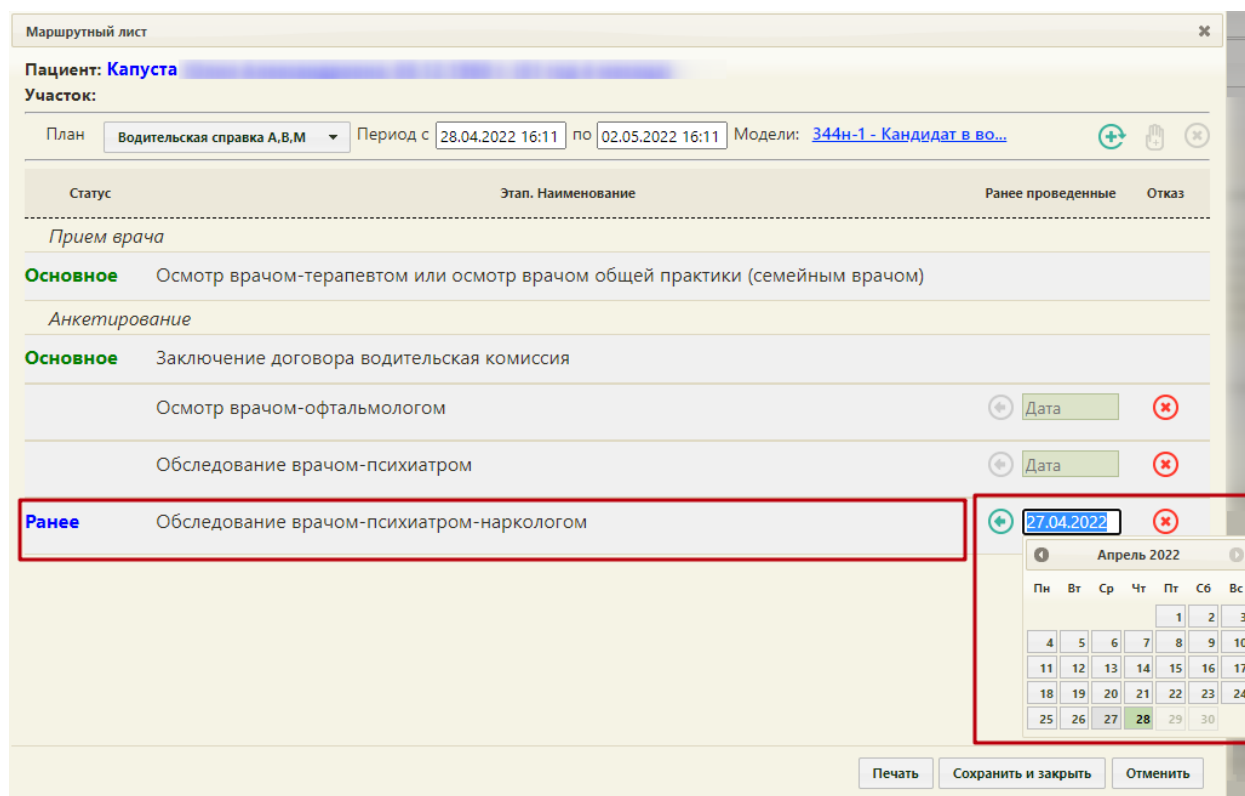 Маршрутный лист
Пациент: Капуста
Участок:
План Водительская справка А,В,М Период с 28.04.2022 16:11 по 02.05.2022 16:11 Модели: 344н-1 - Кандидат в во...
Статус Этап. Наименование Ранее проведенные Отказ
Прием врача
Основное Осмотр врачом-терапевтом или осмотр врачом общей практики (семейным врачом)
Анкетирование
Основное Заключение договора водительская комиссия
Осмотр врачом-офтальмологом Дата
Обследование врачом-психиатром Дата
Ранее Обследование врачом-психиатром-наркологом 27.04.2022
Апрель 2022
Пн Вт Ср Чт Пт Сб Вс
1 2 3
4 5 6 7 8 9 10
11 12 13 14 15 16 17
18 19 20 21 22 23 24
25 26 27 28 29 30
Печать Сохранить и закрыть Отменить